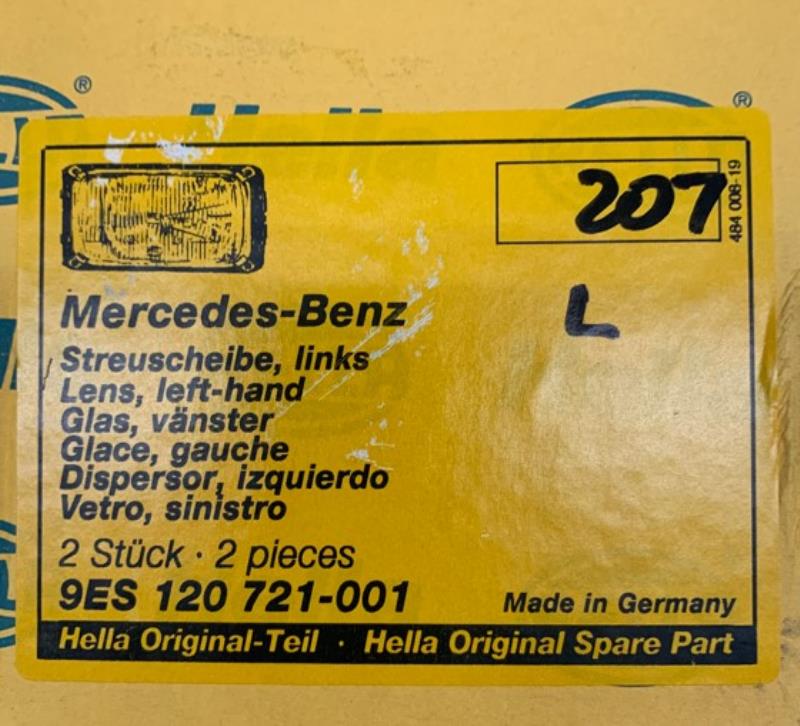 ®
®
Hella
207
484 008-19
L
Mercedes-Benz
Streuscheibe, links
Lens, left-hand
Glas, vänster
Glace, gauche
Dispersor, izquierdo
Vetro, sinistro
2 Stück · 2 pieces
9ES 120 721-001
Made in Germany
Hella Original-Teil · Hella Original Spare Part